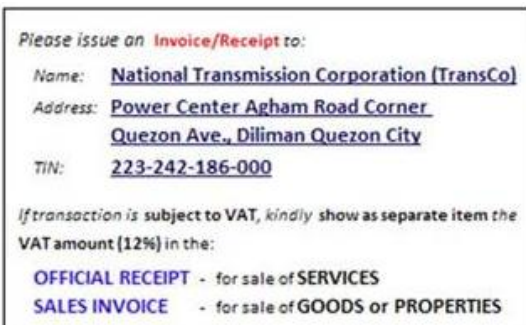 Please issue an Invoice/Receipt to:
Name: National Transmission Corporation (TransCo)
Address: Power Center Agham Road Corner
Quezon Ave., Diliman Quezon City
TIN: 223-242-186-000
If transaction is subject to VAT, kindly show as separate item the
VAT amount (12%) in the:
OFFICIAL RECEIPT - for sale of SERVICES
SALES INVOICE - for sale of GOODS or PROPERTIES